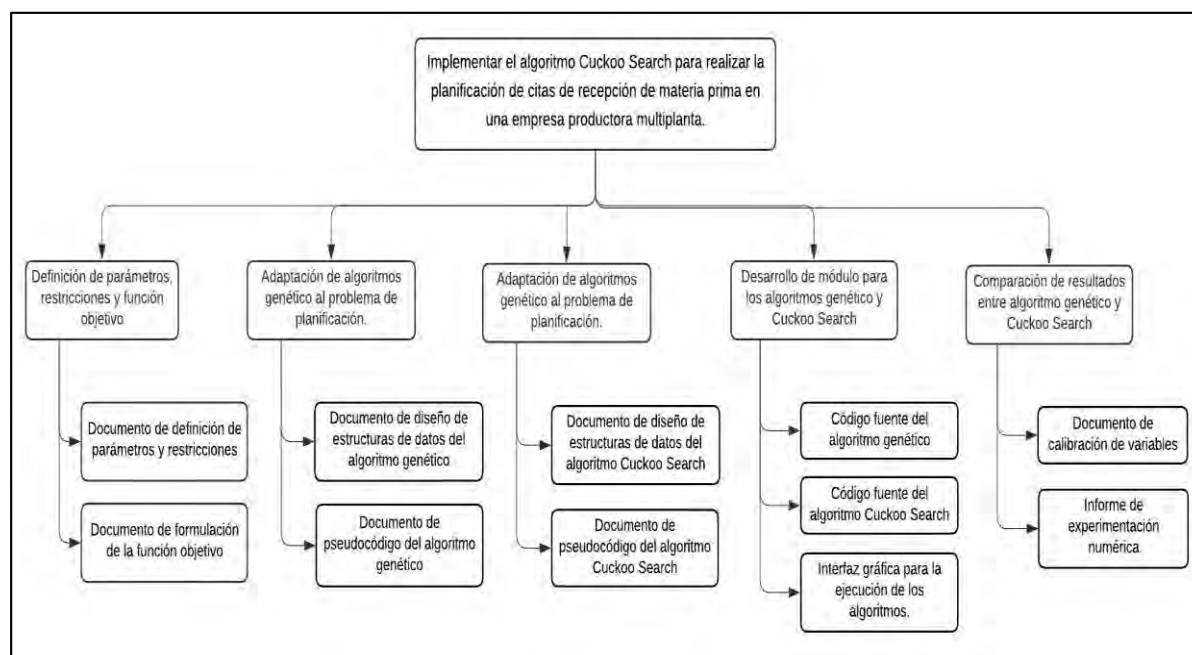 Implementar el algoritmo Cuckoo Search para realizar la
planificación de citas de recepción de materia prima en
una empresa productora multiplanta.
Definición de parámetros,
restricciones y función
objetivo
Adaptación de algoritmos
genético al problema de
planificación.
Adaptación de algoritmos
genético al problema de
planificación.
Desarrollo de módulo para
los algoritmos genético y
Cuckoo Search
Comparación de resultados
entre algoritmo genético y
Cuckoo Search
Documento de definición de
parámetros y restricciones
Documento de formulación
de la función objetivo
Documento de diseño de
estructuras de datos del
algoritmo genético
Documento de
pseudocódigo del algoritmo
genético
Documento de diseño de
estructuras de datos del
algoritmo Cuckoo Search
Documento de
pseudocódigo del algoritmo
Cuckoo Search
Código fuente del
algoritmo genético
Código fuente del
algoritmo Cuckoo Search
Interfaz gráfica para la
ejecución de los
algoritmos.
Documento de
calibración de variables
Informe de
experimentación
numérica